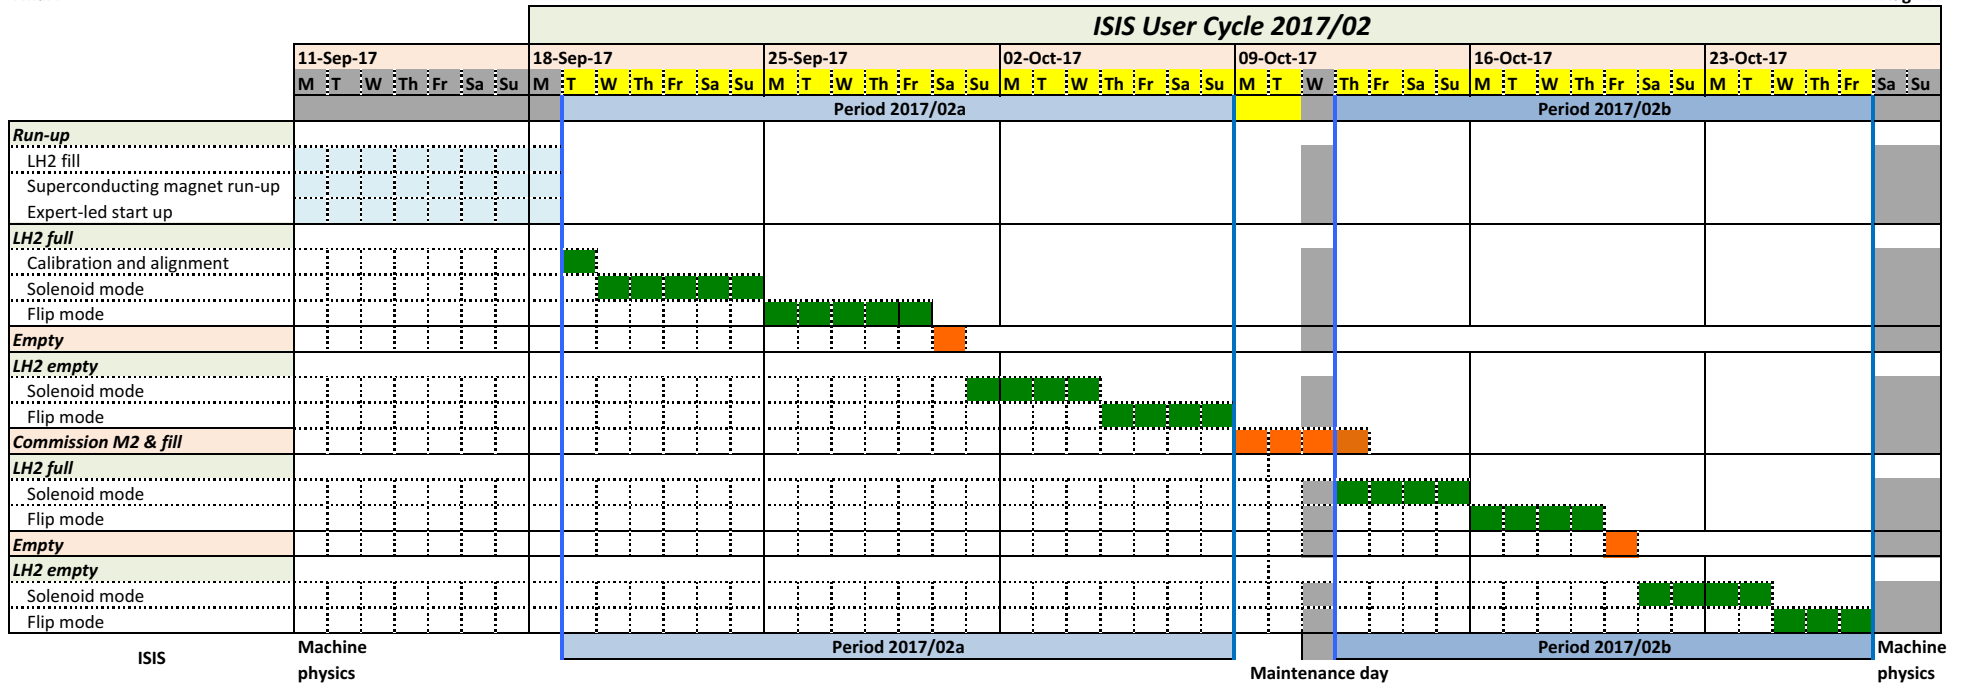 ISIS User Cycle 2017/02
11-Sep-17 18-Sep-17 25-Sep-17 02-Oct-17 09-Oct-17 16-Oct-17 23-Oct-17
M T W Th Fr Sa Su M T W Th Fr Sa Su M T W Th Fr Sa Su M T W Th Fr Sa Su M T W Th Fr Sa Su M T W Th Fr Sa Su M T W Th Fr Sa Su
Period 2017/02a Period 2017/02b
Run-up
LH2 fill
Superconducting magnet run-up
Expert-led start up
LH2 full
Calibration and alignment
Solenoid mode
Flip mode
Empty
LH2 empty
Solenoid mode
Flip mode
Commission M2 & fill
LH2 full
Solenoid mode
Flip mode
Empty
LH2 empty
Solenoid mode
Flip mode
ISIS
Machine
physics
Period 2017/02a
Maintenance day
Period 2017/02b
Machine
physics